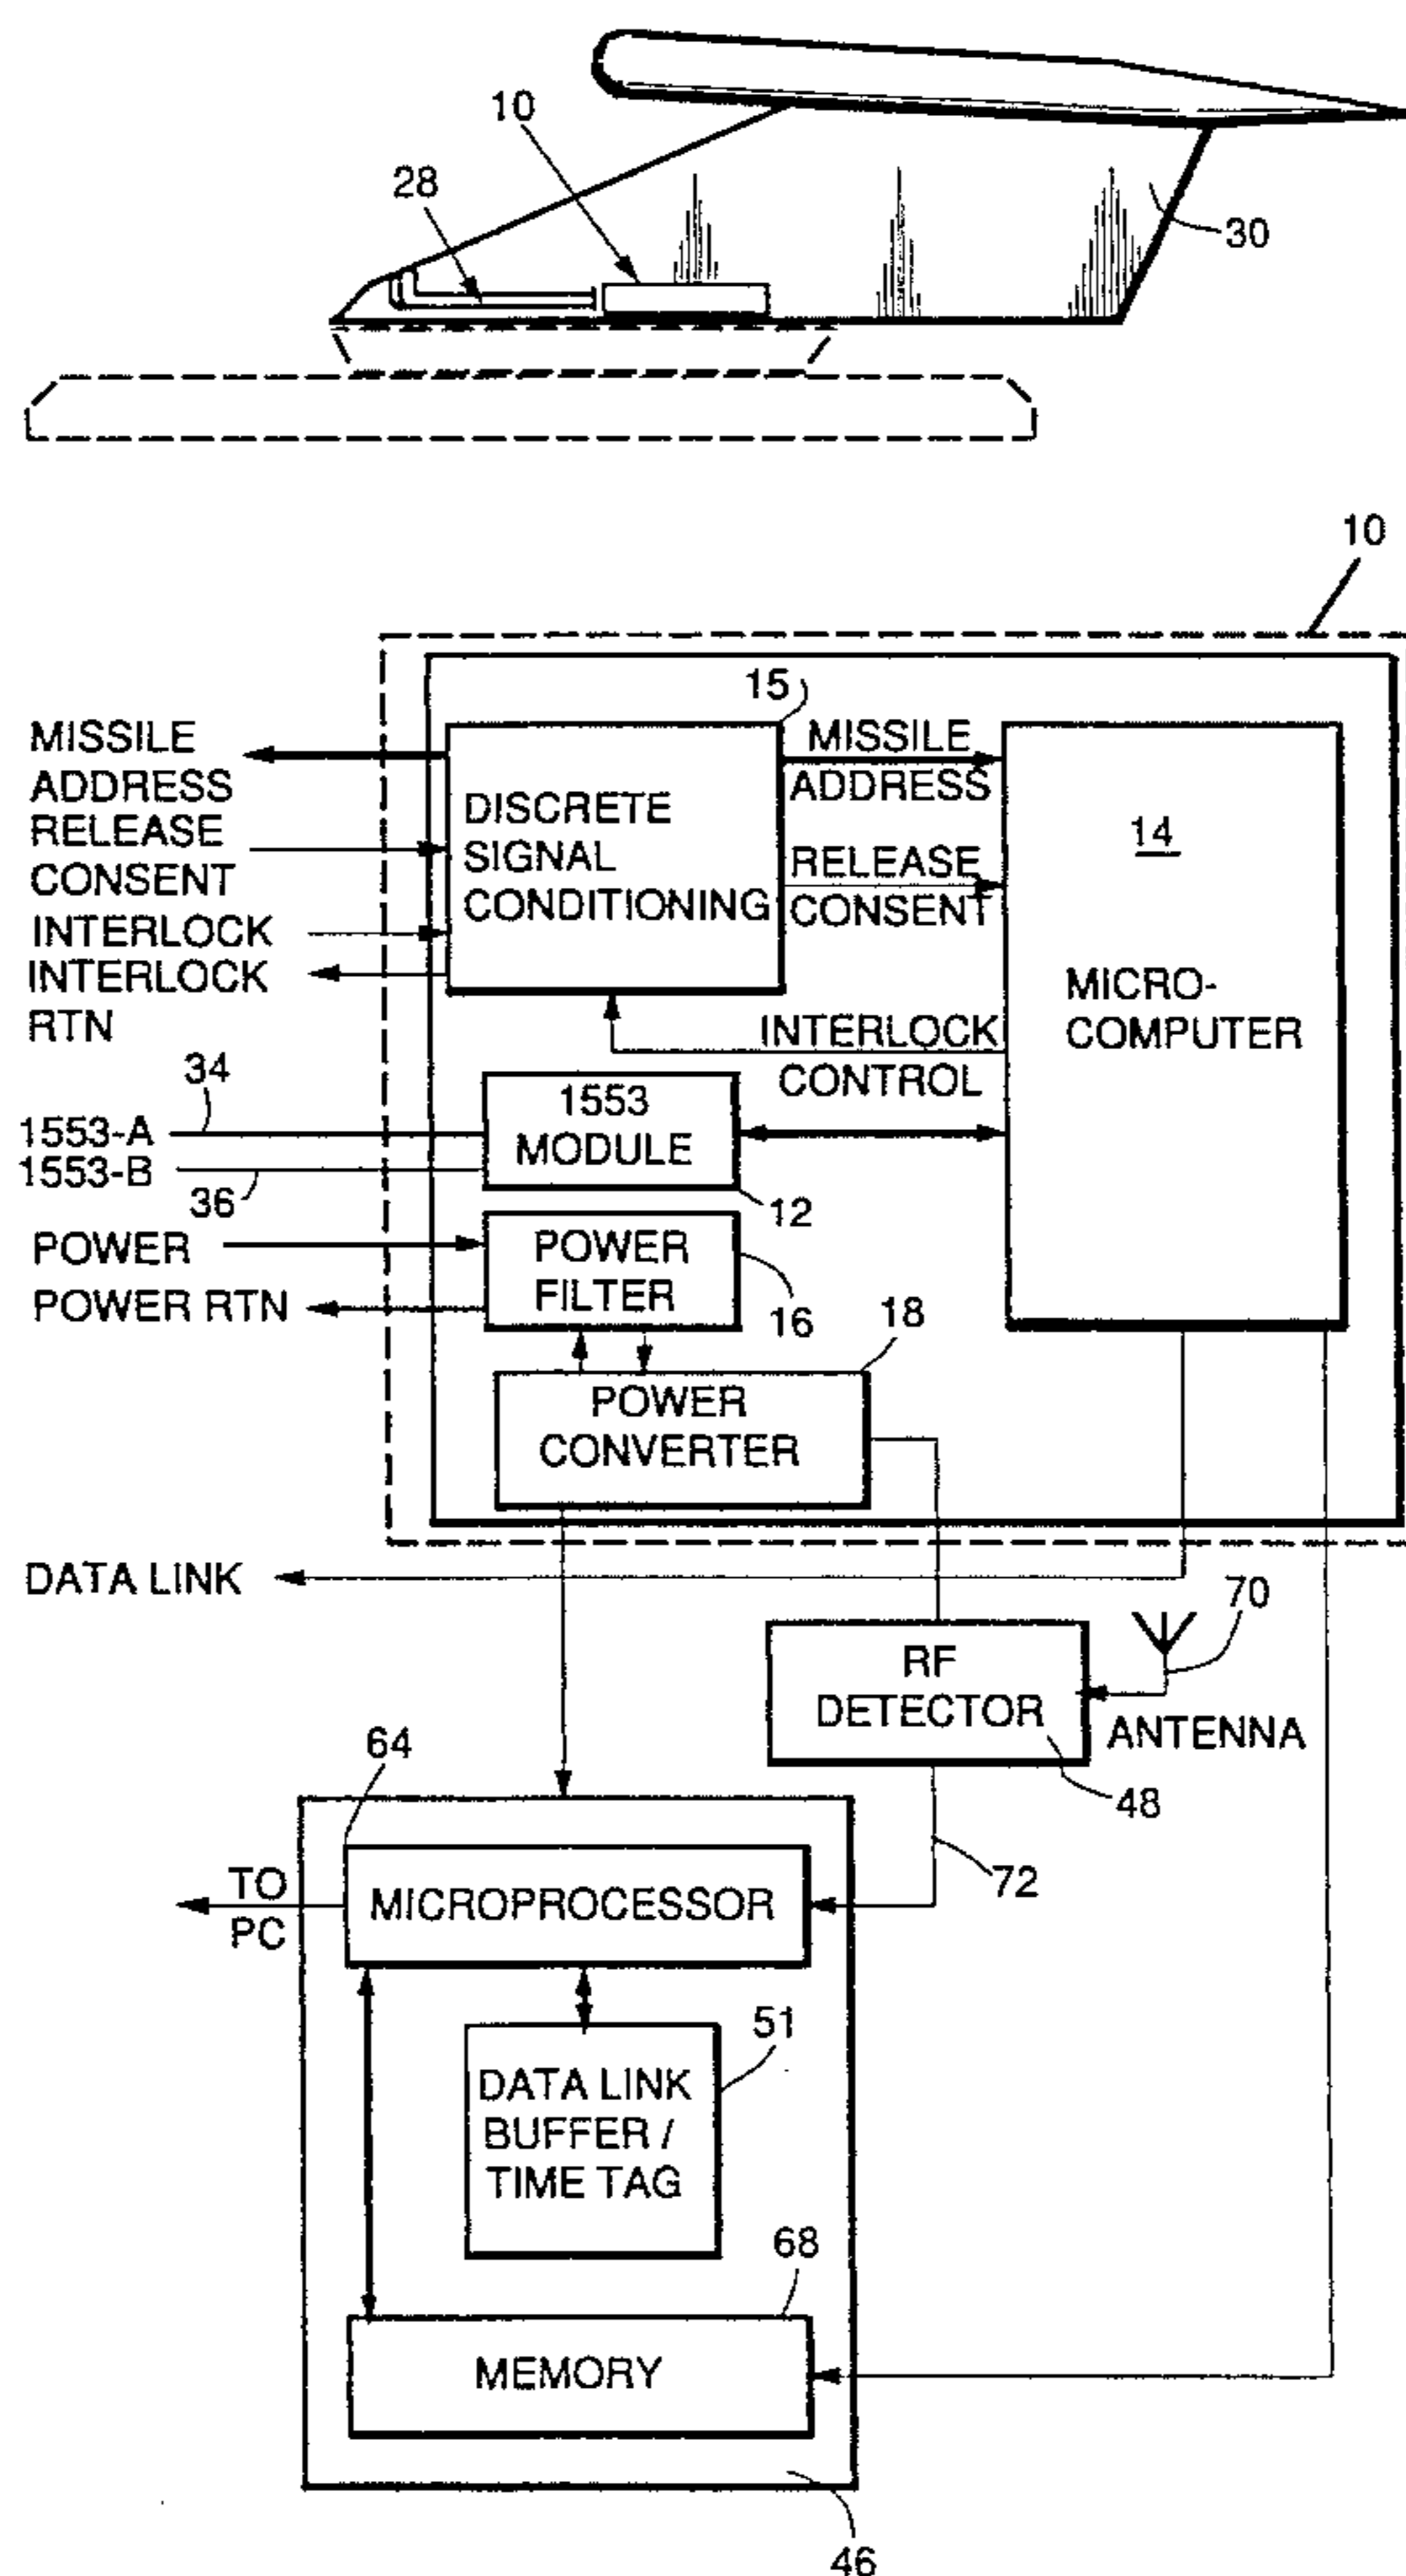 10
28
30
10
15
MISSILE
ADDRESS
RELEASE
CONSENT
INTERLOCK
INTERLOCK
RTN
DISCRETE
SIGNAL
CONDITIONING
MISSILE
ADDRESS
RELEASE
CONSENT
14
MICRO-
COMPUTER
INTERLOCK
CONTROL
34
1553-A
1553-B
36
1553
MODULE
12
POWER
POWER RTN
POWER
FILTER
16
18
POWER
CONVERTER
DATA LINK
70
RF
DETECTOR
ANTENNA
48
64
72
TO
PC
MICROPROCESSOR
51
DATA LINK
BUFFER /
TIME TAG
68
MEMORY
46